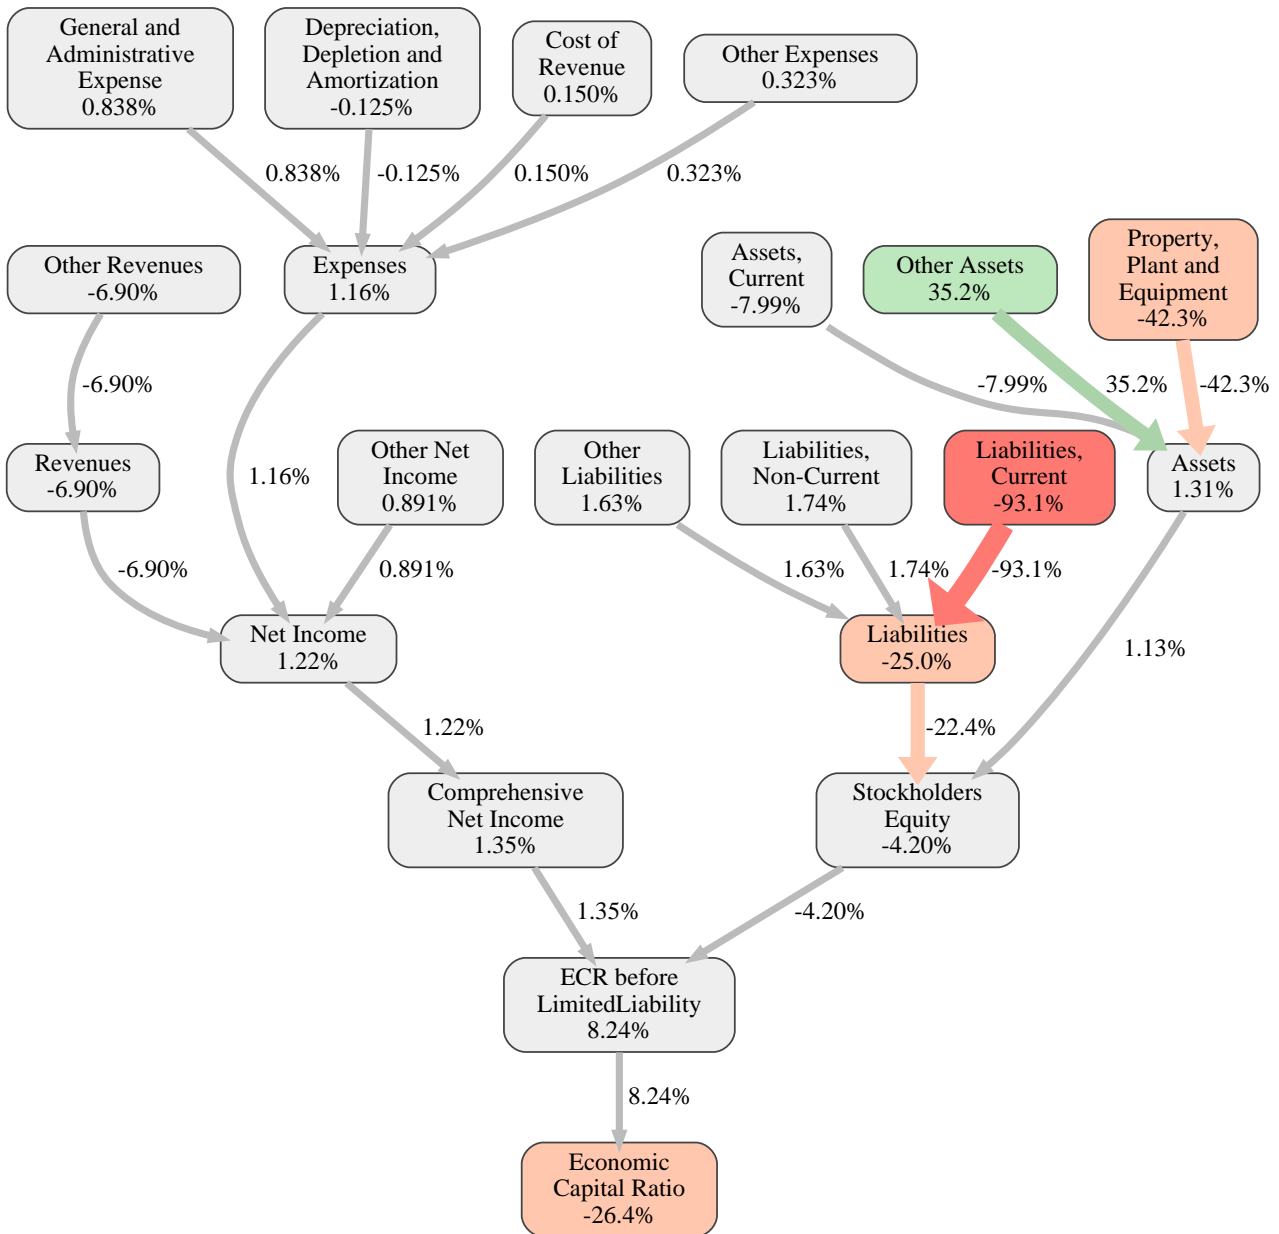 General and
Administrative
Expense
0.838%
Depreciation,
Depletion and
Amortization
-0.125%
Cost of
Revenue
0.150%
Other Expenses
0.323%
0.838%
-0.125%
0.150%
0.323%
Other Revenues
-6.90%
Expenses
1.16%
Assets,
Current
-7.99%
Other Assets
35.2%
Property,
Plant and
Equipment
-42.3%
-6.90%
-7.99%
35.2%
-42.3%
Revenues
-6.90%
1.16%
Other Net
Income
0.891%
Other
Liabilities
1.63%
Liabilities,
Non-Current
1.74%
Liabilities,
Current
-93.1%
Assets
1.31%
-6.90%
0.891%
1.63%
1.74%
-93.1%
Net Income
1.22%
Liabilities
-25.0%
1.13%
1.22%
-22.4%
Comprehensive
Net Income
1.35%
Stockholders
Equity
-4.20%
1.35%
-4.20%
ECR before
LimitedLiability
8.24%
8.24%
Economic
Capital Ratio
-26.4%